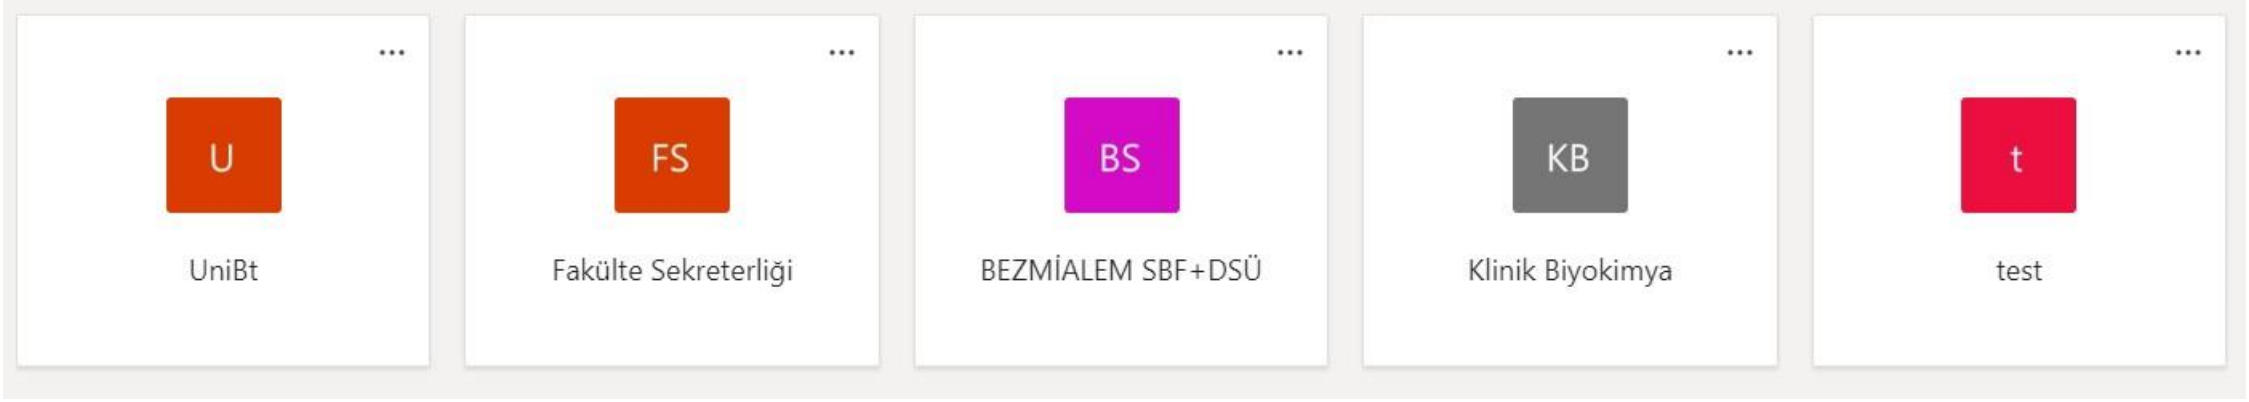 U
UniBt
FS
Fakülte Sekreterliği
BS
BEZMİALEM SBF+DSÜ
KB
Klinik Biyokimya
t
test